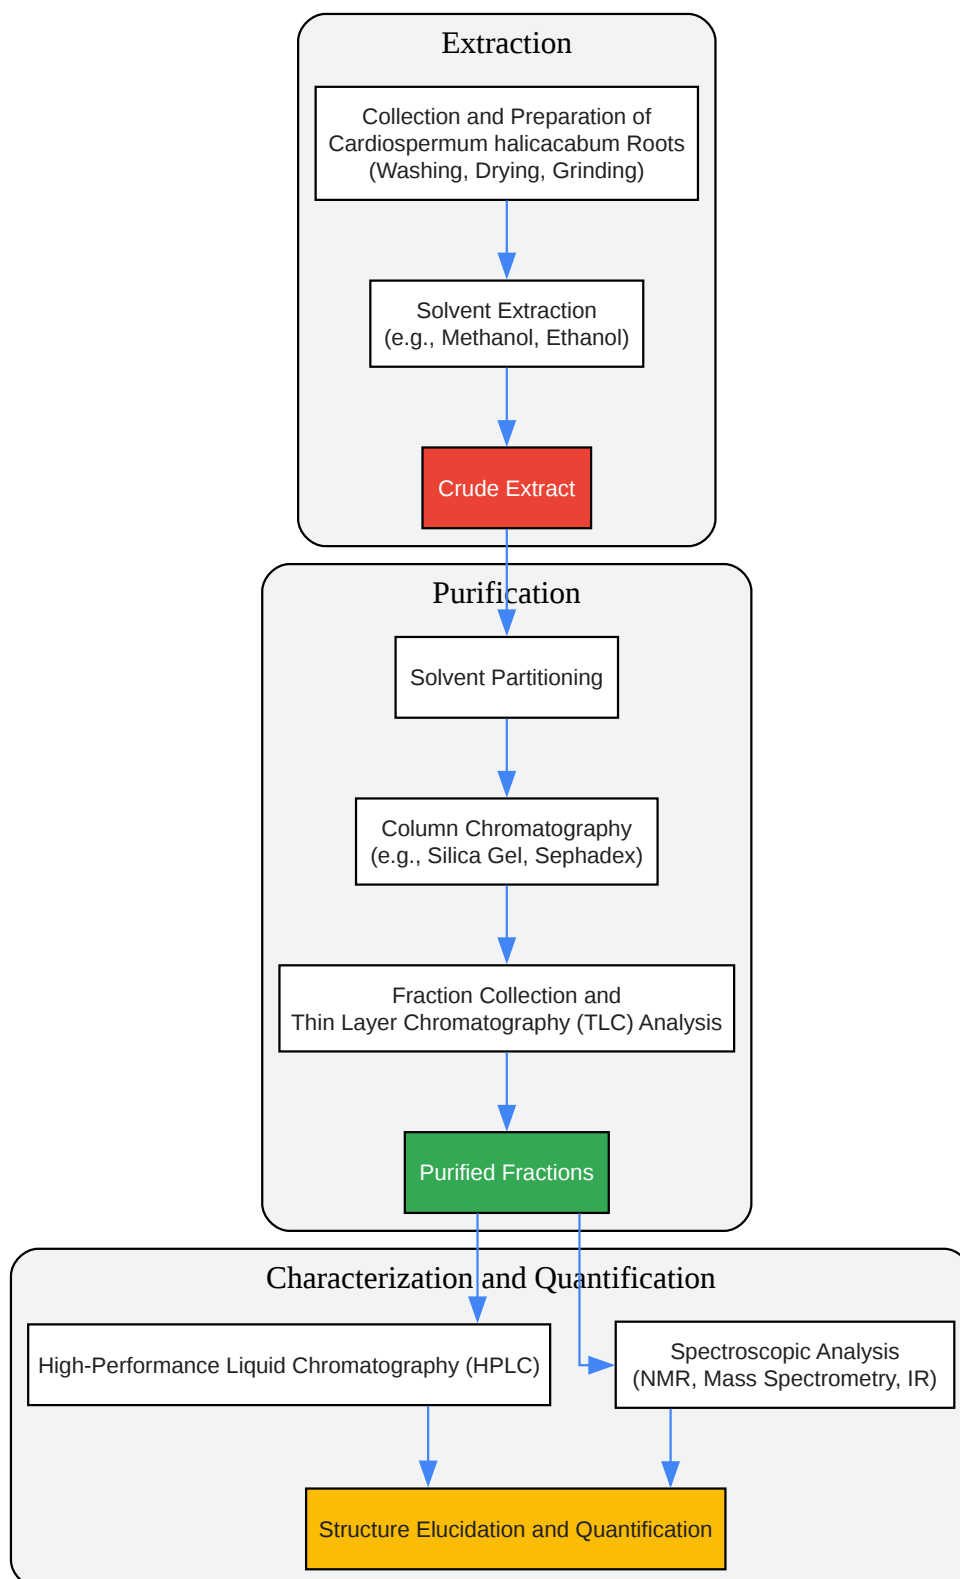 Extraction
Collection and Preparation of
Cardiospermum halicacabum Roots
(Washing, Drying, Grinding)
Solvent Extraction
(e.g., Methanol, Ethanol)
Crude Extract
Purification
Solvent Partitioning
Column Chromatography
(e.g., Silica Gel, Sephadex)
Fraction Collection and
Thin Layer Chromatography (TLC) Analysis
Purified Fractions
Characterization and Quantification
High-Performance Liquid Chromatography (HPLC)
Spectroscopic Analysis
(NMR, Mass Spectrometry, IR)
Structure Elucidation and Quantification